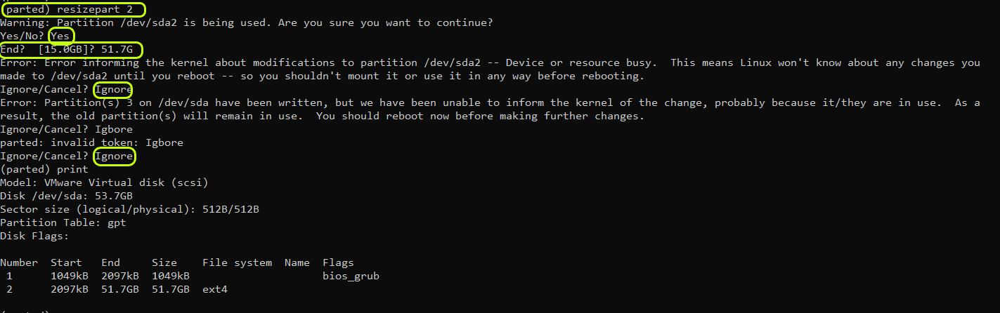 (parted) resizepart 2
Warning: Partition /dev/sda2 is being used. Are you sure you want to continue?
Yes/No? Yes
End?  [15.0GB]? 51.7G
Error: Error informing the kernel about modifications to partition /dev/sda2 -- Device or resource busy.  This means Linux won't know about any changes you
made to /dev/sda2 until you reboot -- so you shouldn't mount it or use it in any way before rebooting.
Ignore/Cancel? Ignore
Error: Partition(s) 3 on /dev/sda have been written, but we have been unable to inform the kernel of the change, probably because it/they are in use.  As a
result, the old partition(s) will remain in use.  You should reboot now before making further changes.
Ignore/Cancel? Igbore
parted: invalid token: Igbore
Ignore/Cancel? Ignore
(parted) print
Model: VMware Virtual disk (scsi)
Disk /dev/sda: 53.7GB
Sector size (logical/physical): 512B/512B
Partition Table: gpt
Disk Flags:
Number  Start   End     Size    File system  Name  Flags
 1      1049kB  2097kB  1049kB                     bios_grub
 2      2097kB  51.7GB  51.7GB  ext4